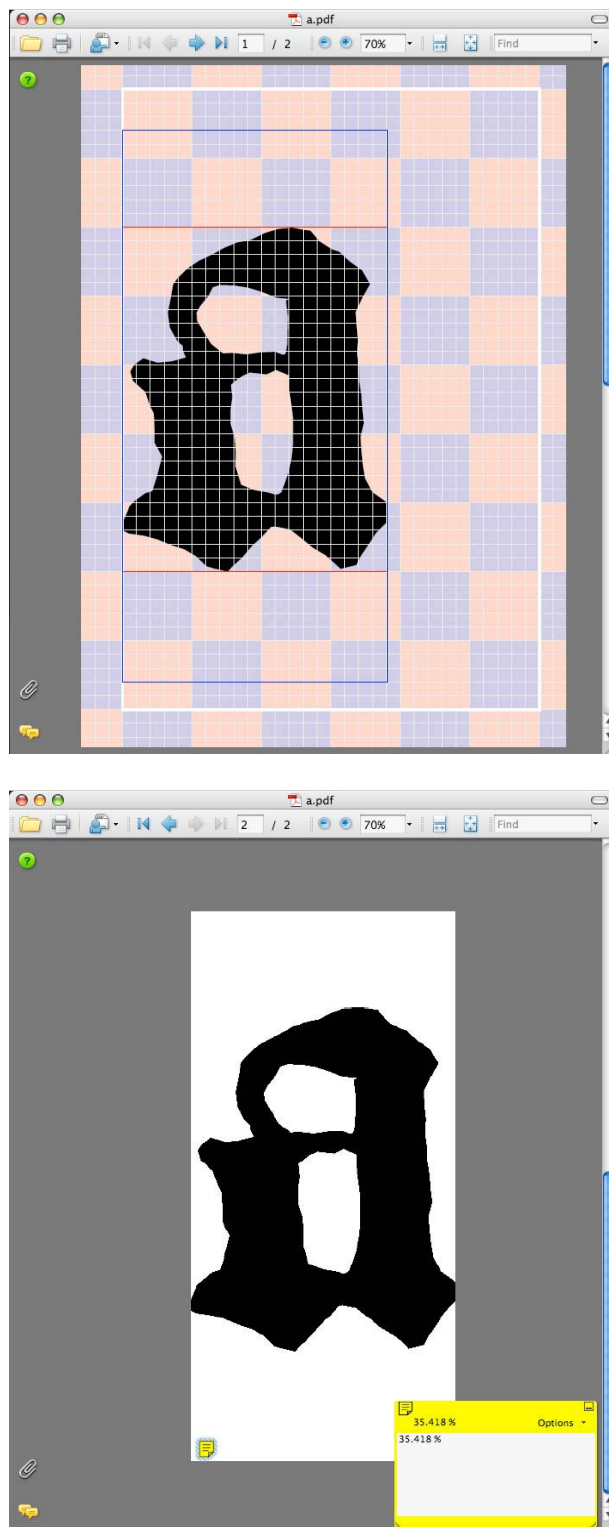 a.pdf
1 / 2 70% Find
?
a
a.pdf
2 / 2 70% Find
?
a
35.418 % Options
35.418 %